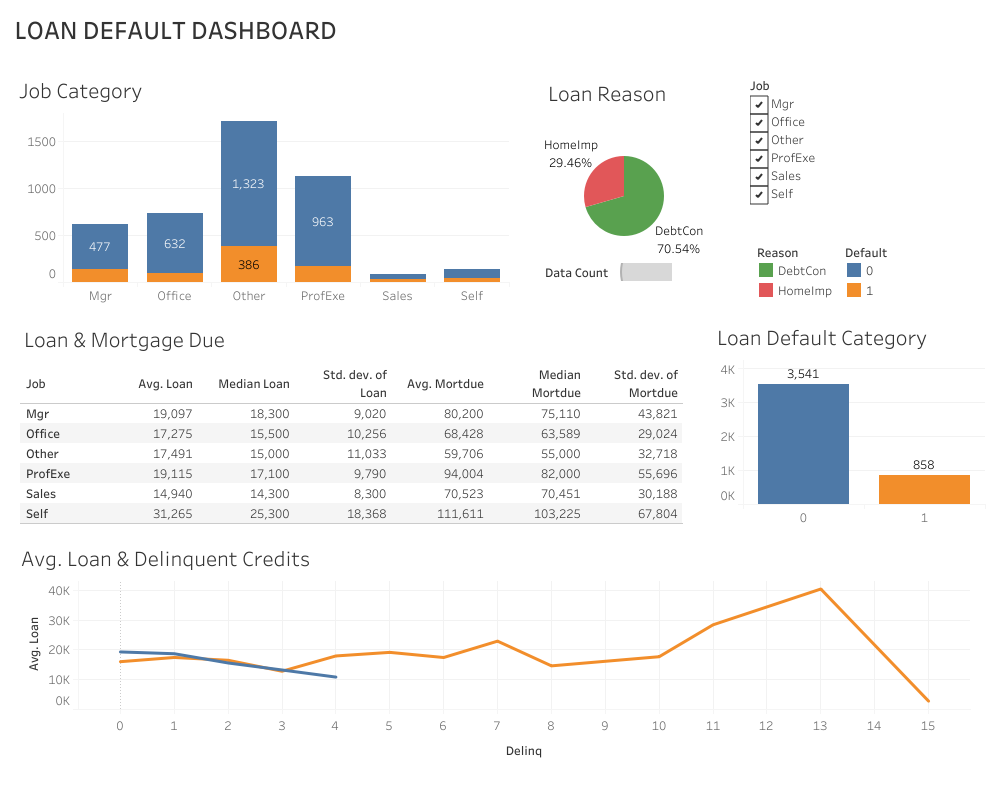 LOAN DEFAULT DASHBOARD
Job Category
1500
1000
500
0
477
632
1,323
386
963
Mgr Office Other ProfExe Sales Self
Loan Reason
HomeImp
29.46%
DebtCon
70.54%
Data Count
Job
Mgr
Office
Other
ProfExe
Sales
Self
Reason Default
DebtCon 0
HomeImp 1
Loan & Mortgage Due
Std. dev. of Median Std. dev. of
Job Avg. Loan Median Loan Loan Avg. Mortdue Mortdue Mortdue
Mgr 19,097 18,300 9,020 80,200 75,110 43,821
Office 17,275 15,500 10,256 68,428 63,589 29,024
Other 17,491 15,000 11,033 59,706 55,000 32,718
ProfExe 19,115 17,100 9,790 94,004 82,000 55,696
Sales 14,940 14,300 8,300 70,523 70,451 30,188
Self 31,265 25,300 18,368 111,611 103,225 67,804
Loan Default Category
4K
3K
2K
1K
0K
3,541
858
0 1
Avg. Loan & Delinquent Credits
Avg. Loan
40K
30K
20K
10K
0K
0 1 2 3 4 5 6 7 8 9 10 11 12 13 14 15
Delinq